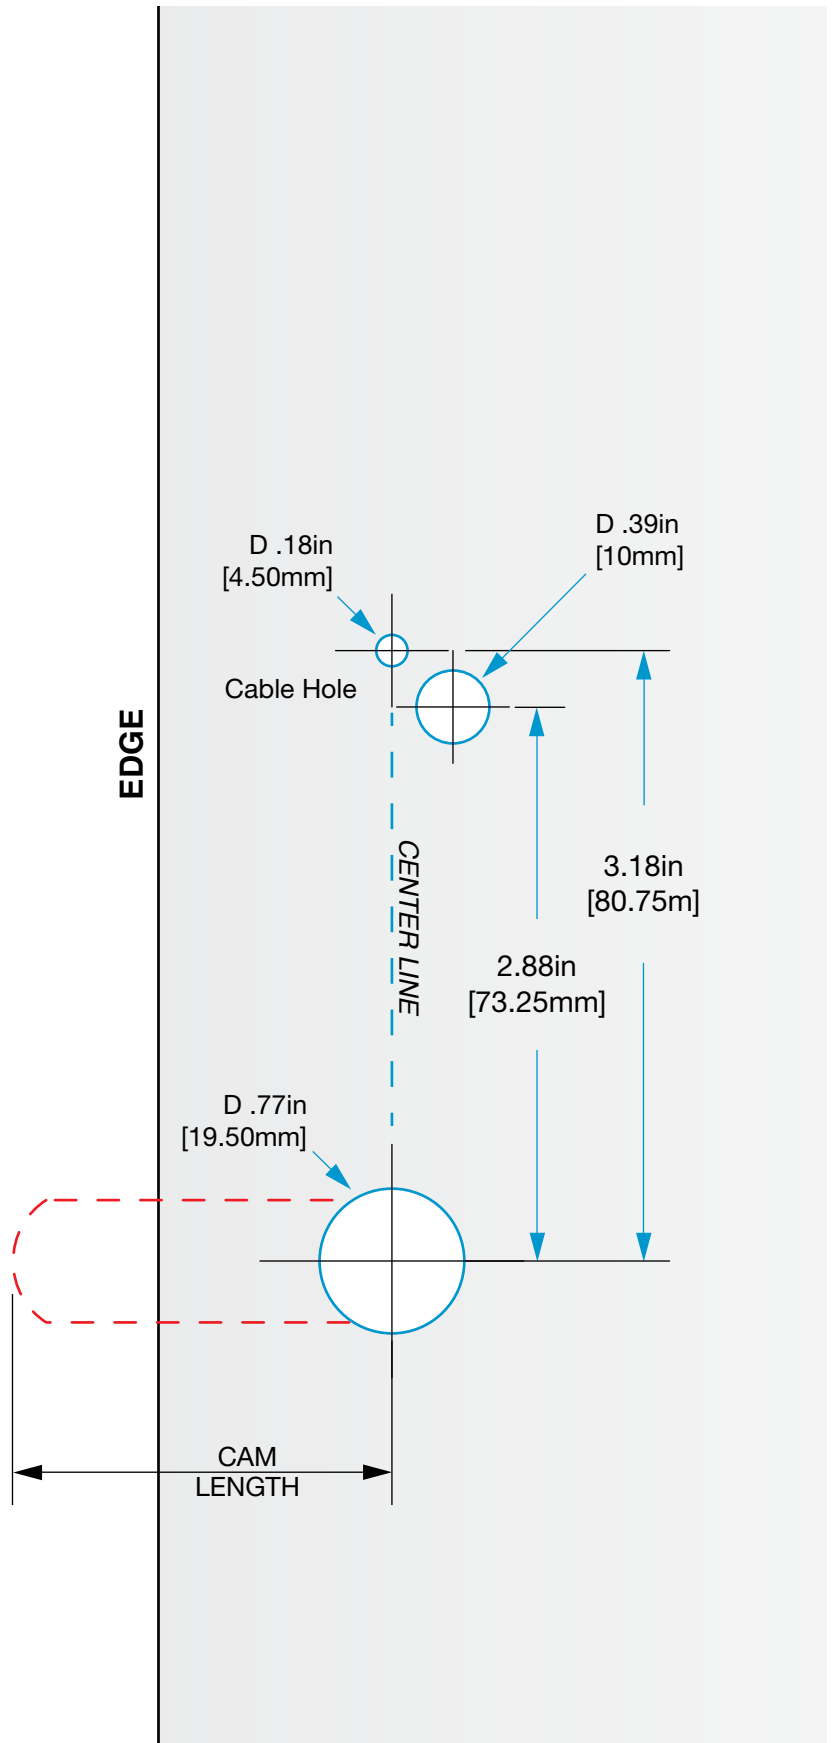 D .18in
[4.50mm]
D .39in
[10mm]
Cable Hole
EDGE
CENTER LINE
3.18in
[80.75m]
2.88in
[73.25mm]
D .77in
[19.50mm]
CAM
LENGTH